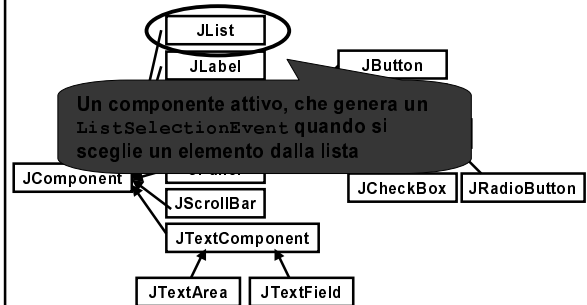 JList
JLabel
JButton
Un componente attivo, che genera un
ListSelectionEvent quando si
sceglie un elemento dalla lista
JComponent
JCheckBox
JRadioButton
JScrollBar
JTextComponent
JTextArea
JTextField